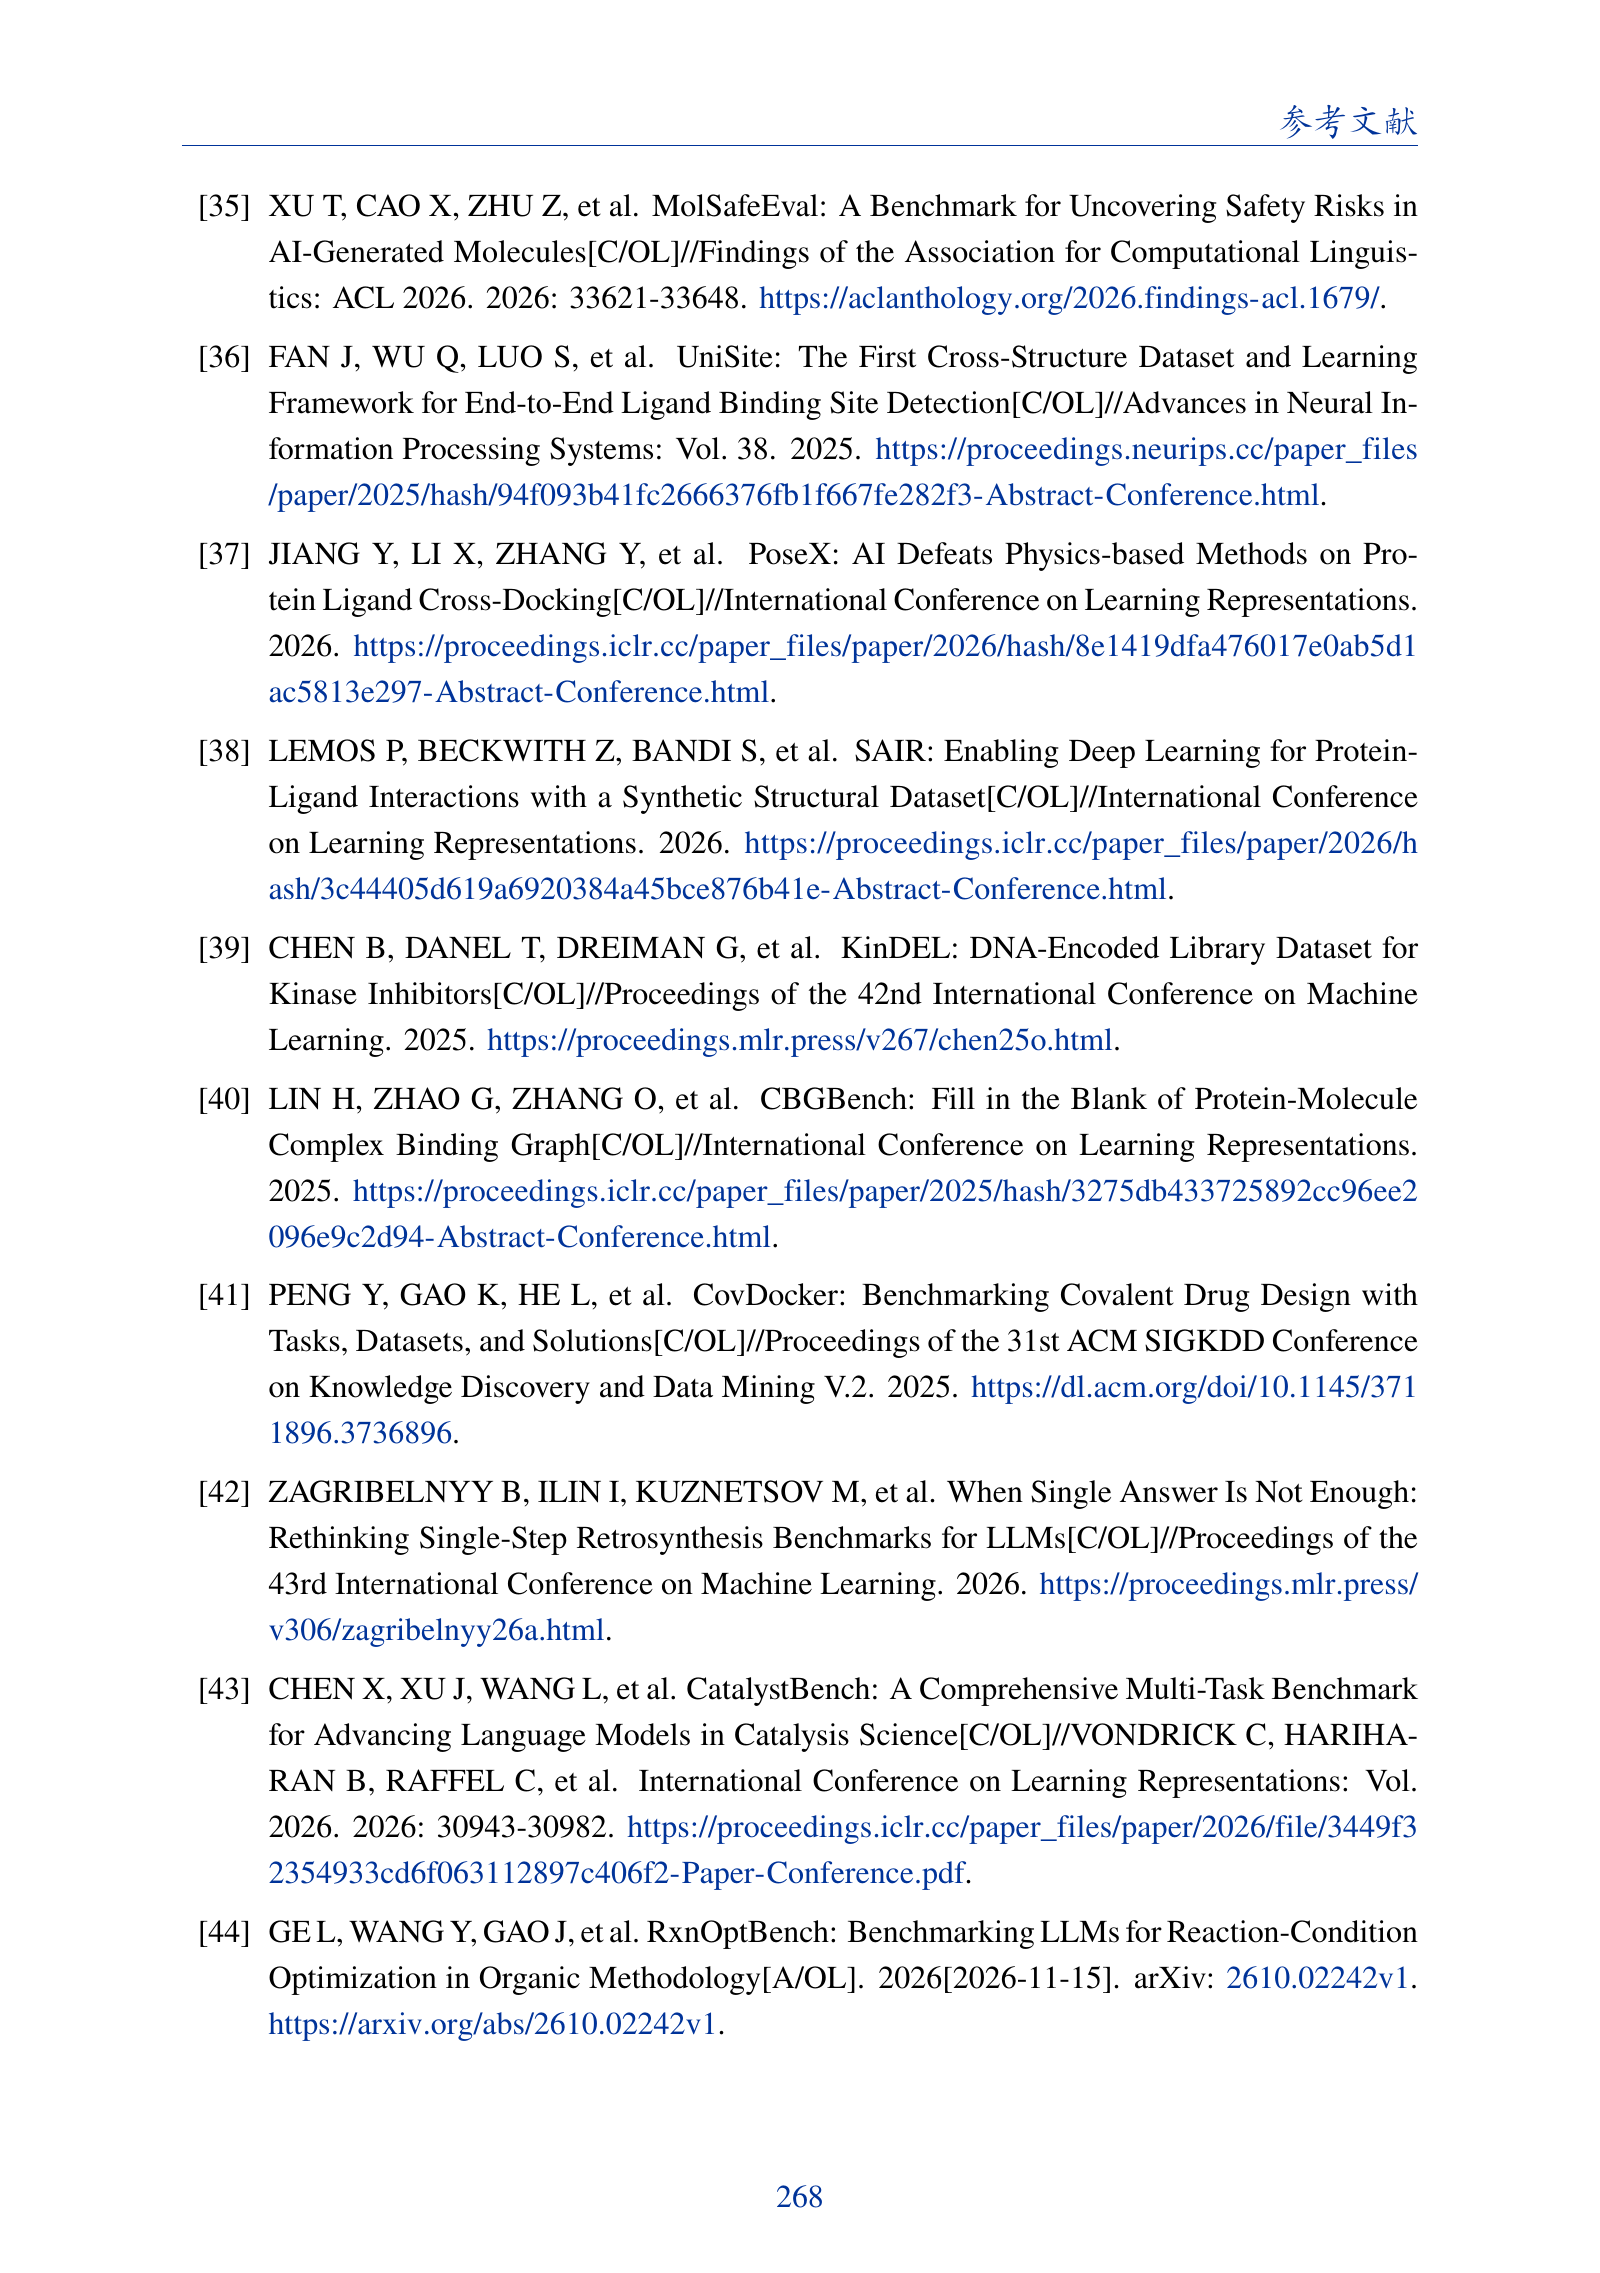 参考文献
[35] XU T, CAO X, ZHU Z, et al. MolSafeEval: A Benchmark for Uncovering Safety Risks in
AI-Generated Molecules[C/OL]//Findings of the Association for Computational Linguis-
tics: ACL 2026. 2026: 33621-33648. https://aclanthology.org/2026.findings-acl.1679/.
[36] FAN J, WU Q, LUO S, et al. UniSite: The First Cross-Structure Dataset and Learning
Framework for End-to-End Ligand Binding Site Detection[C/OL]//Advances in Neural In-
formation Processing Systems: Vol. 38. 2025. https://proceedings.neurips.cc/paper_files
/paper/2025/hash/94f093b41fc2666376fb1f667fe282f3-Abstract-Conference.html.
[37] JIANG Y, LI X, ZHANG Y, et al. PoseX: AI Defeats Physics-based Methods on Pro-
tein Ligand Cross-Docking[C/OL]//International Conference on Learning Representations.
2026. https://proceedings.iclr.cc/paper_files/paper/2026/hash/8e1419dfa476017e0ab5d1
ac5813e297-Abstract-Conference.html.
[38] LEMOS P, BECKWITH Z, BANDI S, et al. SAIR: Enabling Deep Learning for Protein-
Ligand Interactions with a Synthetic Structural Dataset[C/OL]//International Conference
on Learning Representations. 2026. https://proceedings.iclr.cc/paper_files/paper/2026/h
ash/3c44405d619a6920384a45bce876b41e-Abstract-Conference.html.
[39] CHEN B, DANEL T, DREIMAN G, et al. KinDEL: DNA-Encoded Library Dataset for
Kinase Inhibitors[C/OL]//Proceedings of the 42nd International Conference on Machine
Learning. 2025. https://proceedings.mlr.press/v267/chen25o.html.
[40] LIN H, ZHAO G, ZHANG O, et al. CBGBench: Fill in the Blank of Protein-Molecule
Complex Binding Graph[C/OL]//International Conference on Learning Representations.
2025. https://proceedings.iclr.cc/paper_files/paper/2025/hash/3275db433725892cc96ee2
096e9c2d94-Abstract-Conference.html.
[41] PENG Y, GAO K, HE L, et al. CovDocker: Benchmarking Covalent Drug Design with
Tasks, Datasets, and Solutions[C/OL]//Proceedings of the 31st ACM SIGKDD Conference
on Knowledge Discovery and Data Mining V.2. 2025. https://dl.acm.org/doi/10.1145/371
1896.3736896.
[42] ZAGRIBELNYY B, ILIN I, KUZNETSOV M, et al. When Single Answer Is Not Enough:
Rethinking Single-Step Retrosynthesis Benchmarks for LLMs[C/OL]//Proceedings of the
43rd International Conference on Machine Learning. 2026. https://proceedings.mlr.press/
v306/zagribelnyy26a.html.
[43] CHEN X, XU J, WANG L, et al. CatalystBench: A Comprehensive Multi-Task Benchmark
for Advancing Language Models in Catalysis Science[C/OL]//VONDRICK C, HARIHA-
RAN B, RAFFEL C, et al. International Conference on Learning Representations: Vol.
2026. 2026: 30943-30982. https://proceedings.iclr.cc/paper_files/paper/2026/file/3449f3
2354933cd6f063112897c406f2-Paper-Conference.pdf.
[44] GE L, WANG Y, GAO J, et al. RxnOptBench: Benchmarking LLMs for Reaction-Condition
Optimization in Organic Methodology[A/OL]. 2026[2026-11-15]. arXiv: 2610.02242v1.
https://arxiv.org/abs/2610.02242v1.
268